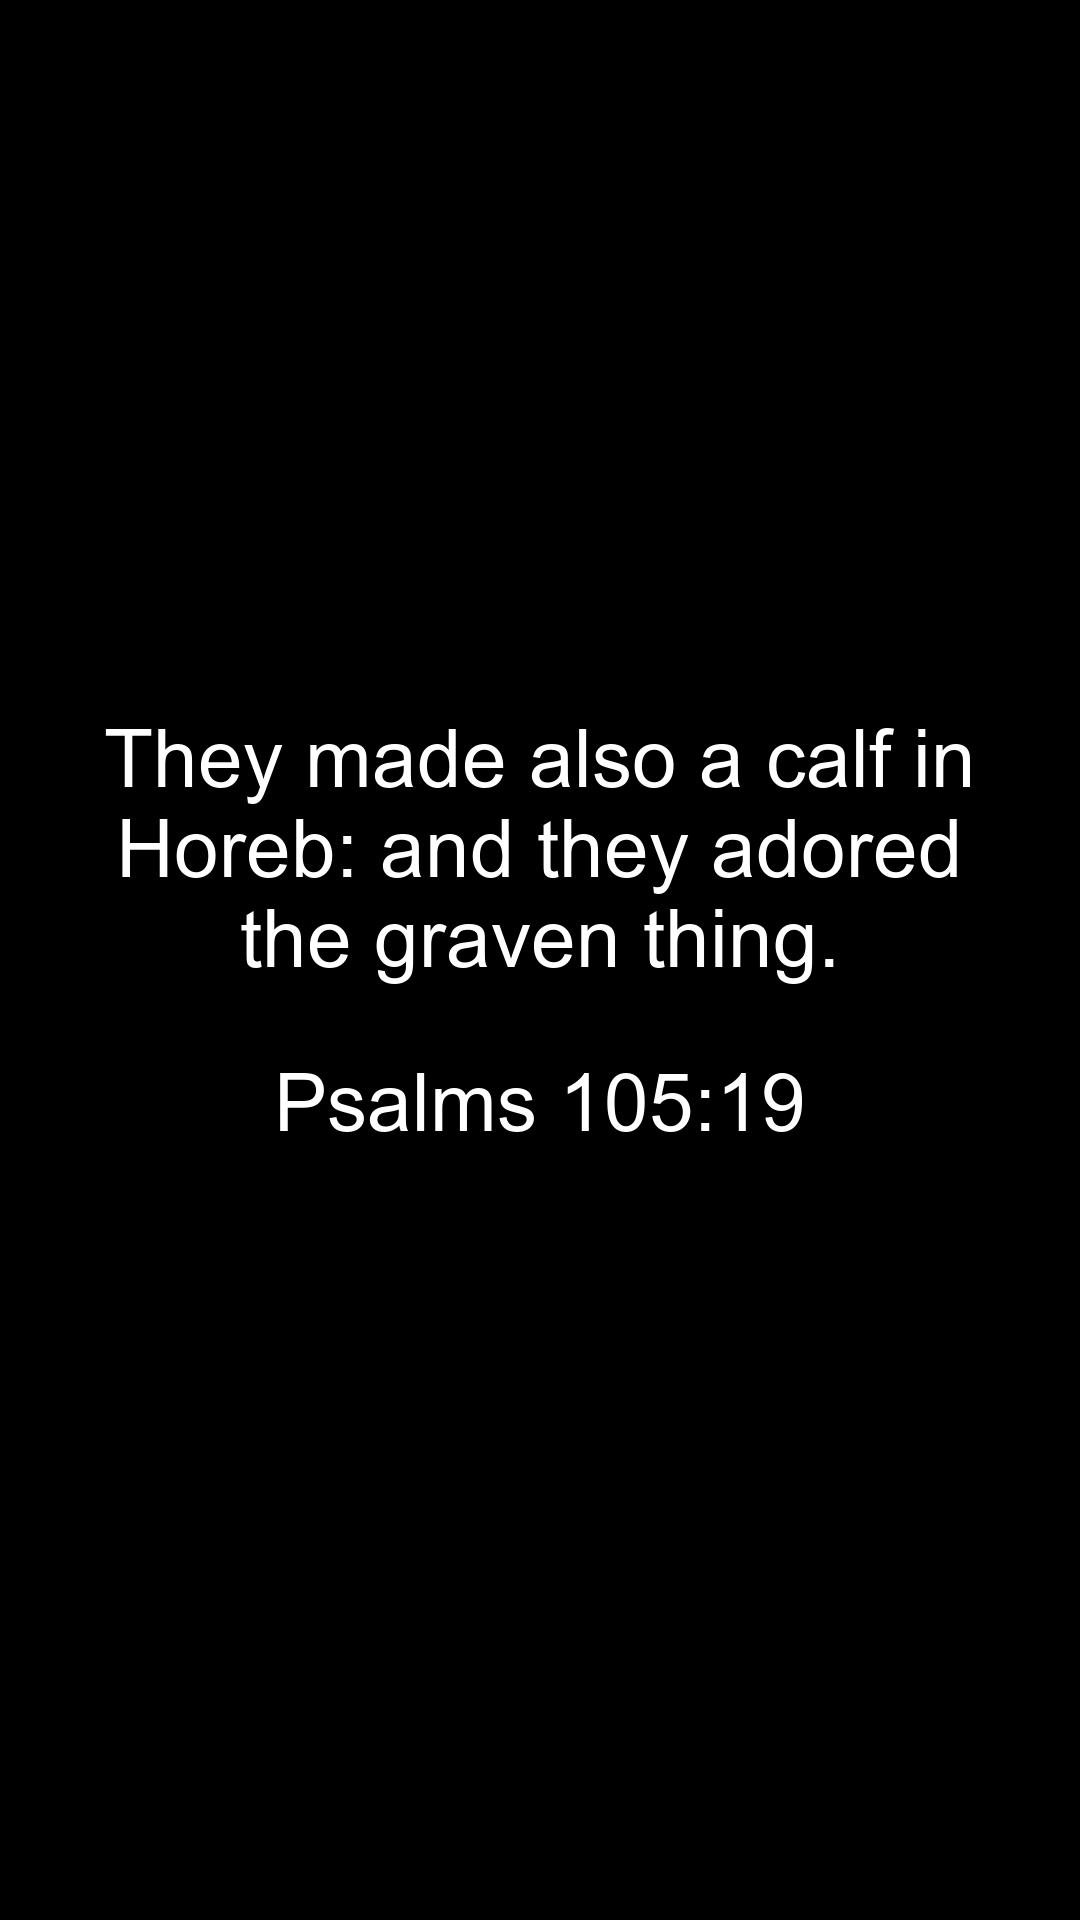 They made also a calf in
Horeb: and they adored
the graven thing.
Psalms 105:19